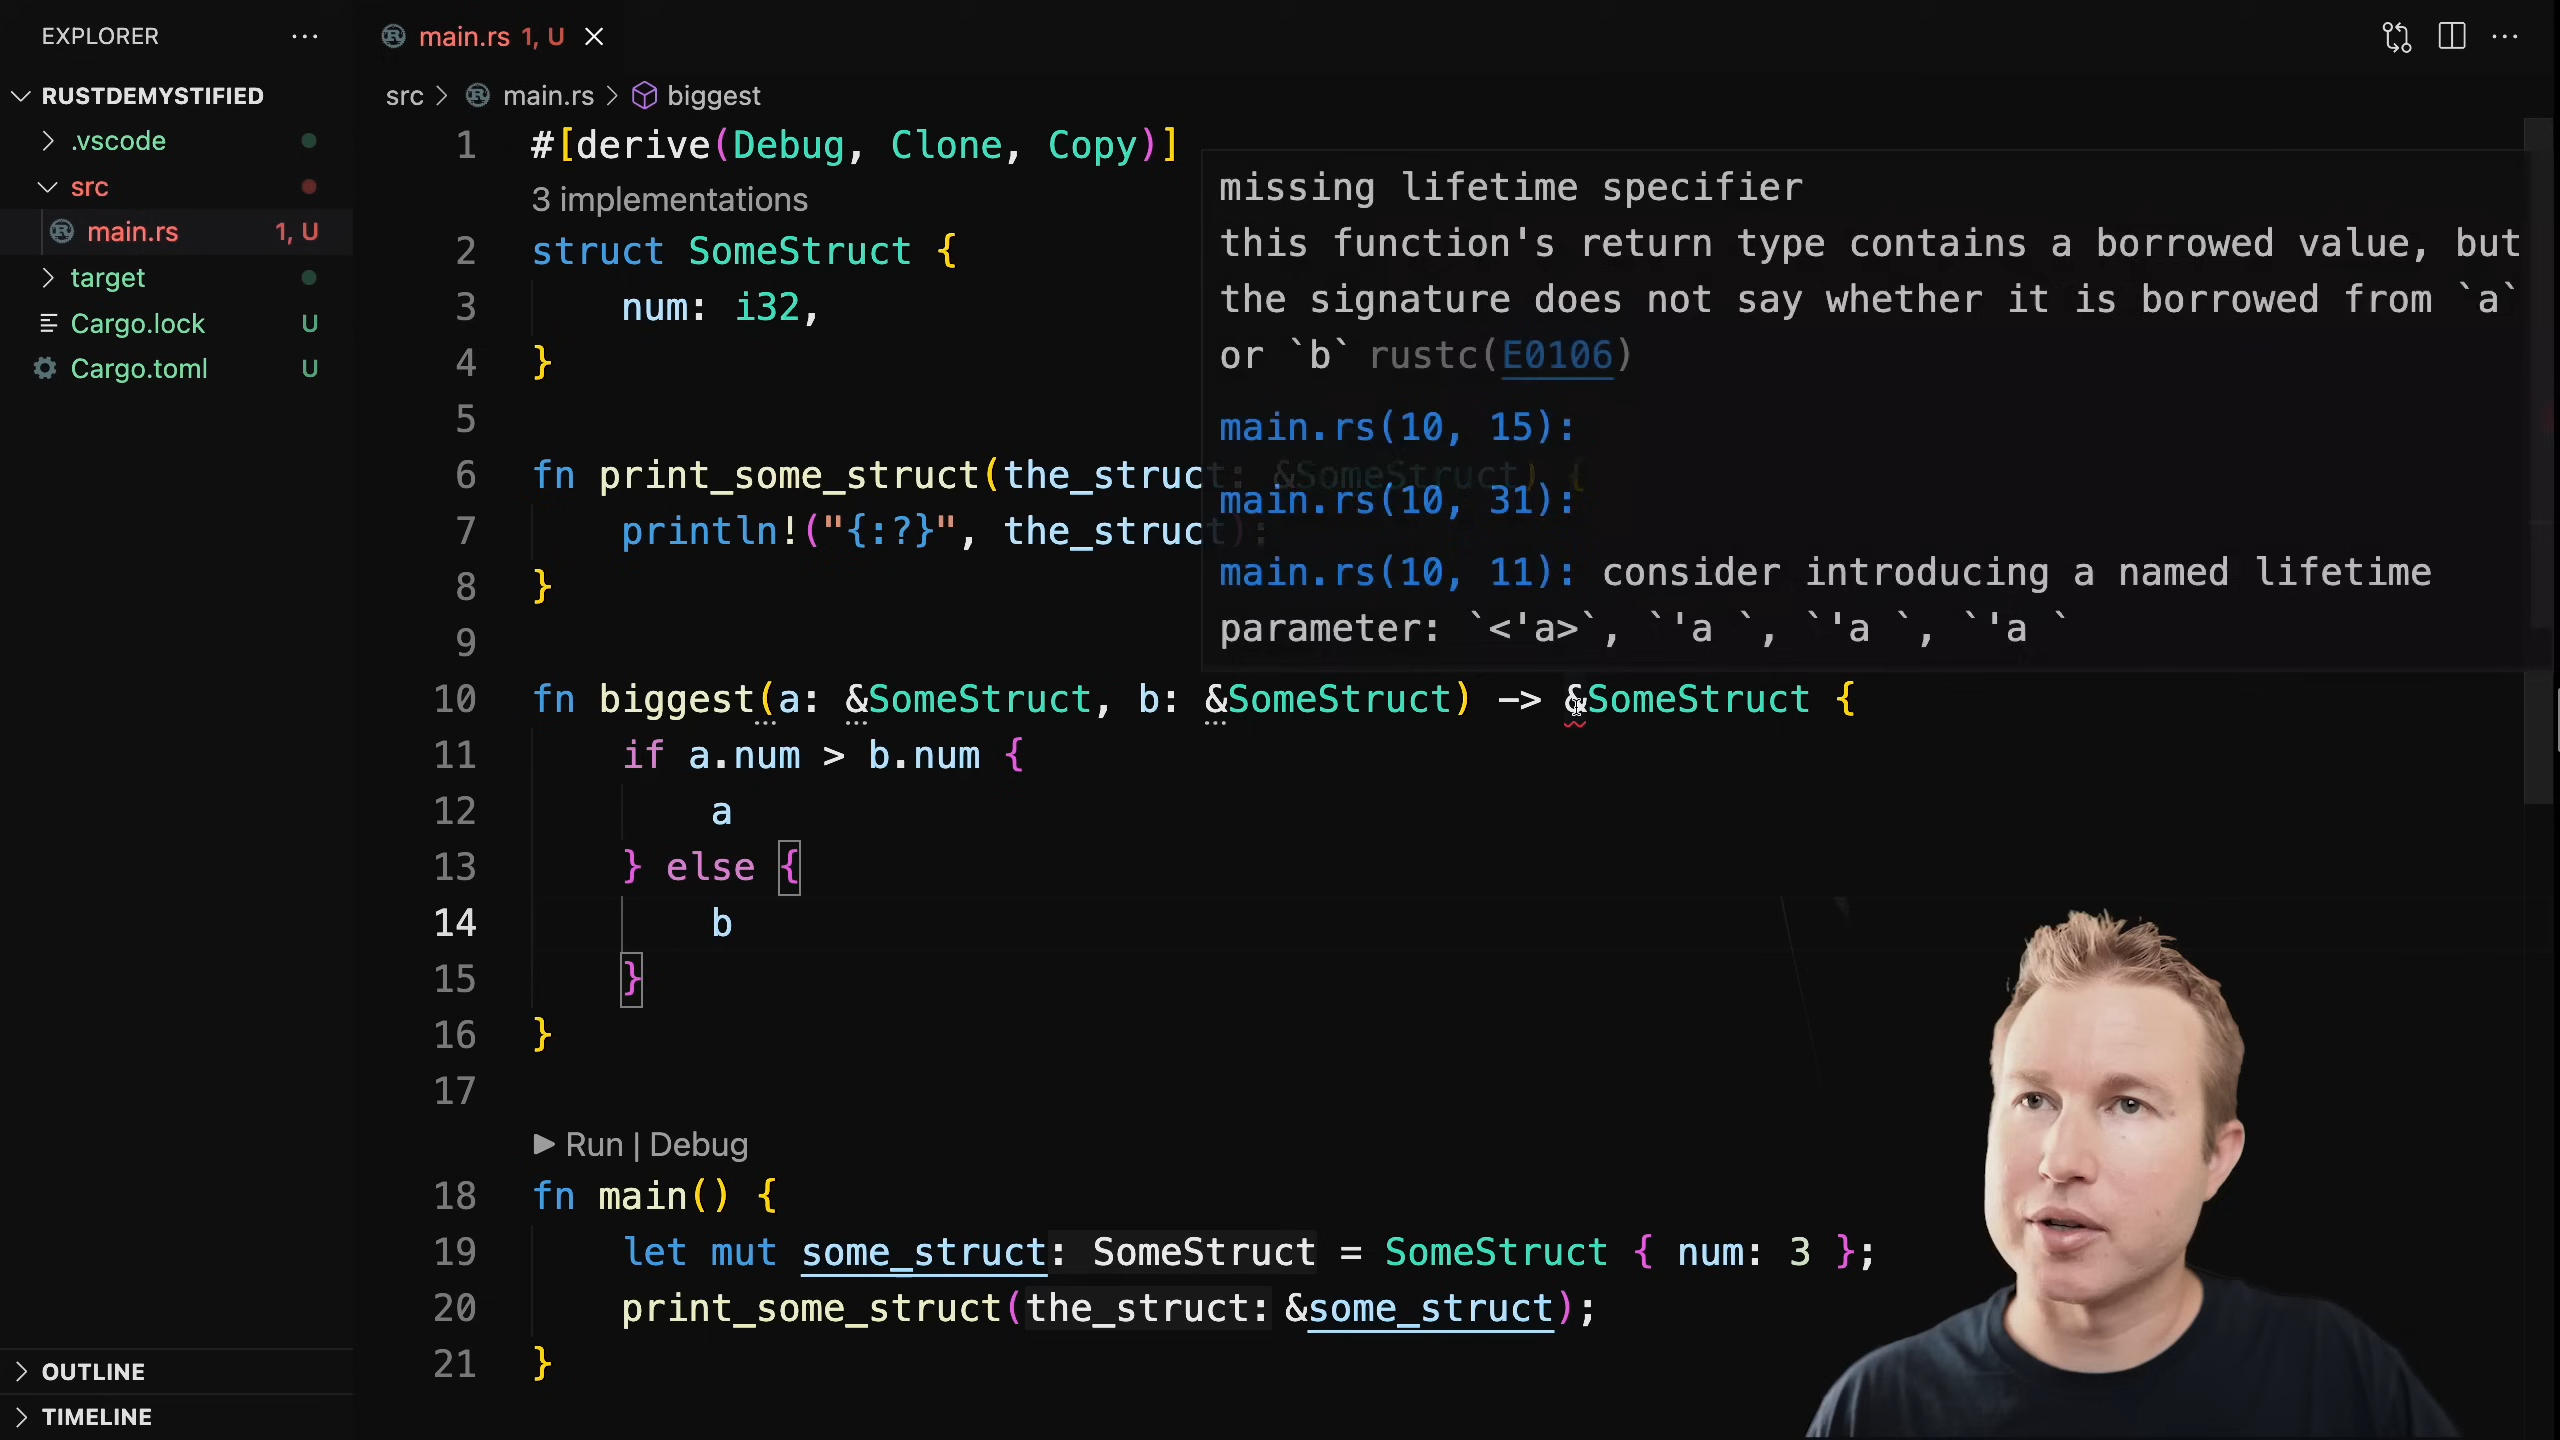 EXPLORER
RUSTDEMYSTIFIED
.vscode
src
main.rs 1, U
target
Cargo.lock U
Cargo.toml U
OUTLINE
TIMELINE
main.rs 1, U
src > main.rs > biggest
1 #[derive(Debug, Clone, Copy)]
3 implementations
2 struct SomeStruct {
3 num: i32,
4 }
5
6 fn print_some_struct(the_struct: &SomeStruct) {
7 println!("{:?}", the_struct);
8 }
9
10 fn biggest(a: &SomeStruct, b: &SomeStruct) -> &SomeStruct {
11 if a.num > b.num {
12 a
13 } else {
14 b
15 }
16 }
17
Run | Debug
18 fn main() {
19 let mut some_struct: SomeStruct = SomeStruct { num: 3 };
20 print_some_struct(the_struct: &some_struct);
21 }
missing lifetime specifier
this function's return type contains a borrowed value, but
the signature does not say whether it is borrowed from `a`
or `b` rustc(E0106)
main.rs(10, 15):
main.rs(10, 31):
main.rs(10, 11): consider introducing a named lifetime
parameter: `<'a>`, `'a `, `'a `, `'a `